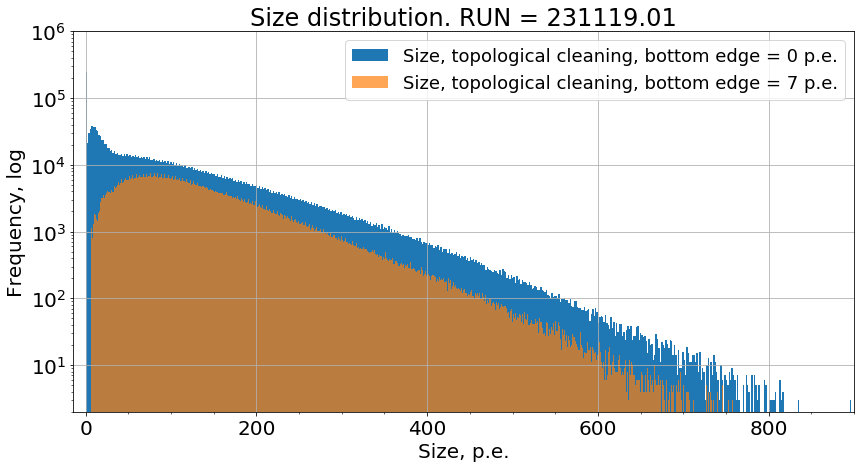 Size distribution. RUN = 231119.01
Size, topological cleaning, bottom edge = 0 p.e.
Size, topological cleaning, bottom edge = 7 p.e.
Frequency, log
10^6
10^5
10^4
10^3
10^2
10^1
0 200 400 600 800
Size, p.e.